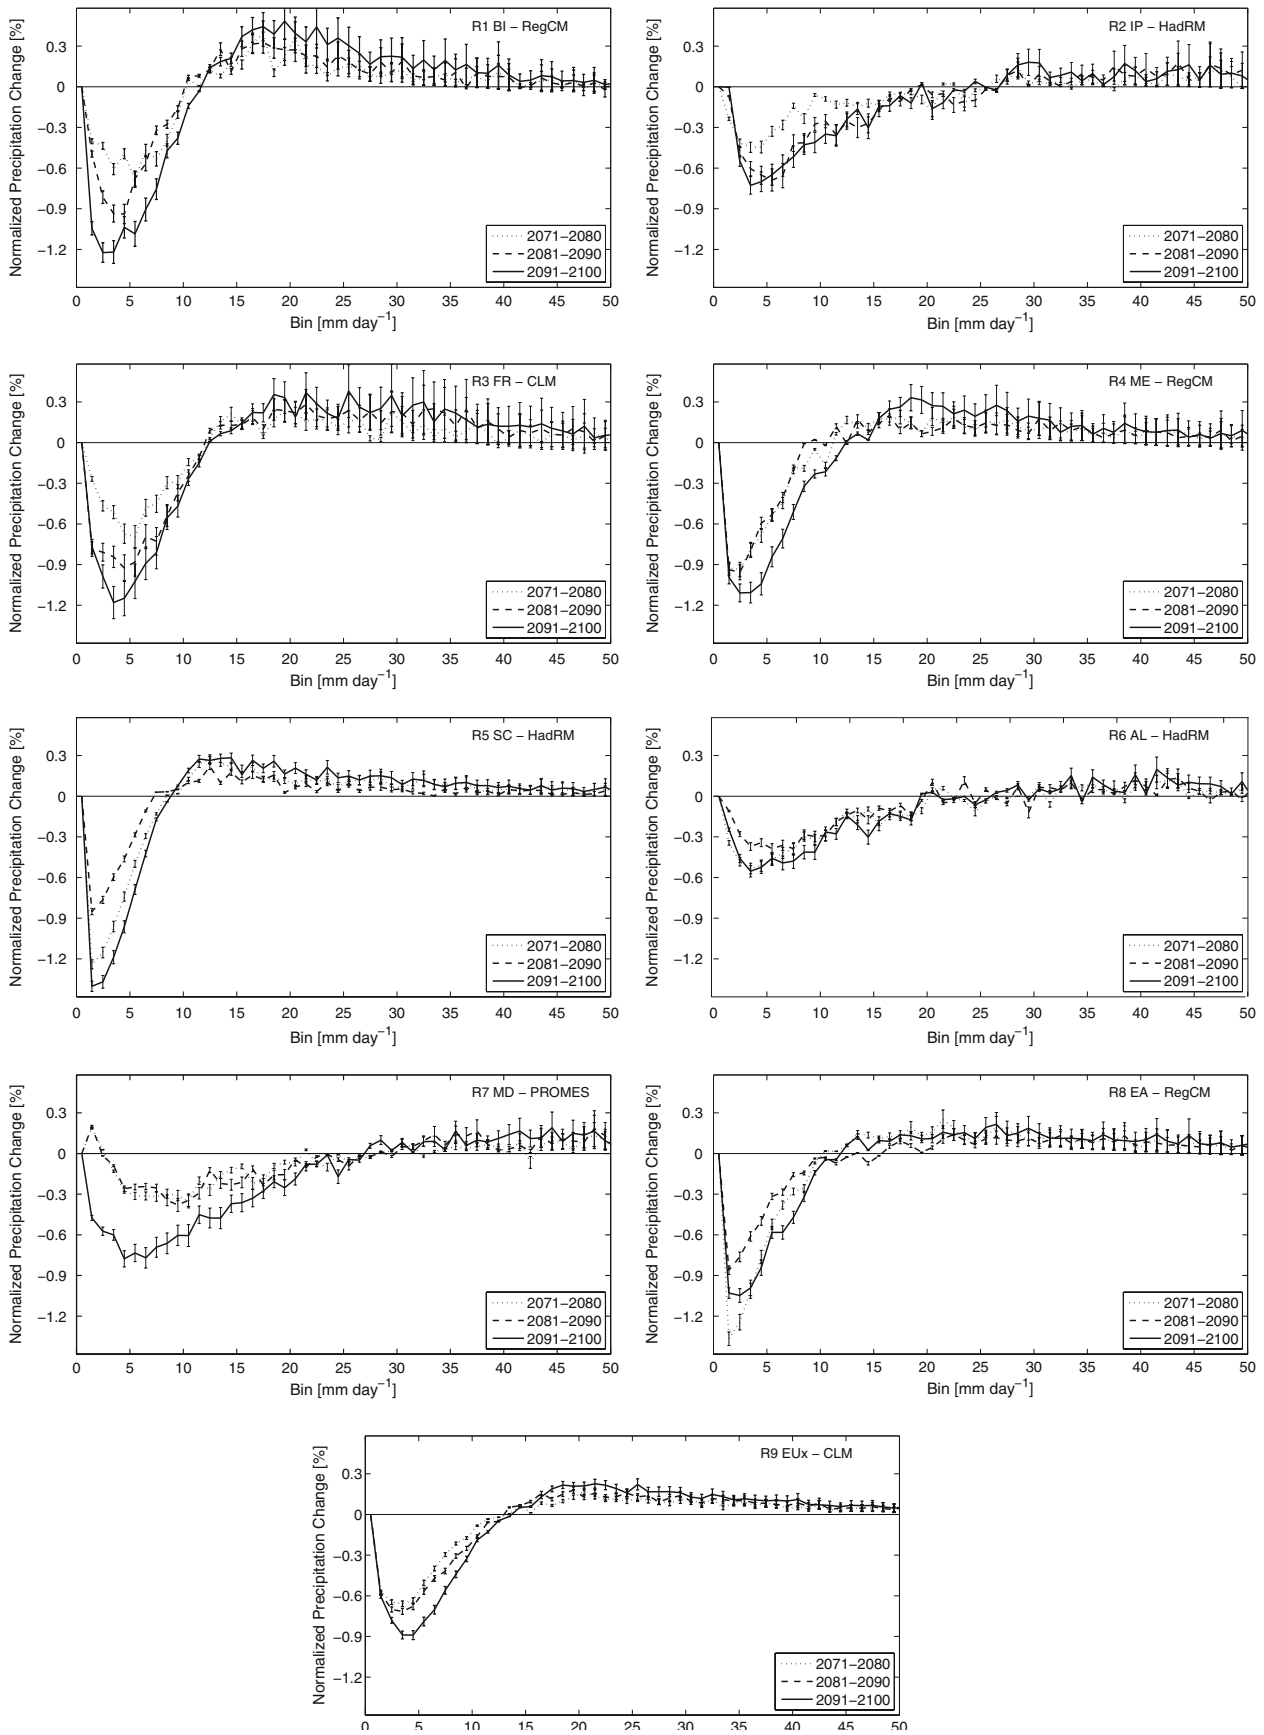 R1 BI – RegCM
Normalized Precipitation Change [%]
0.3
0
−0.3
−0.6
−0.9
−1.2
2071−2080
2081−2090
2091−2100
0 5 10 15 20 25 30 35 40 45 50
Bin [mm day−1]
R2 IP – HadRM
Normalized Precipitation Change [%]
0.3
0
−0.3
−0.6
−0.9
−1.2
2071−2080
2081−2090
2091−2100
0 5 10 15 20 25 30 35 40 45 50
Bin [mm day−1]
R3 FR – CLM
Normalized Precipitation Change [%]
0.3
0
−0.3
−0.6
−0.9
−1.2
2071−2080
2081−2090
2091−2100
0 5 10 15 20 25 30 35 40 45 50
Bin [mm day−1]
R4 ME – RegCM
Normalized Precipitation Change [%]
0.3
0
−0.3
−0.6
−0.9
−1.2
2071−2080
2081−2090
2091−2100
0 5 10 15 20 25 30 35 40 45 50
Bin [mm day−1]
R5 SC – HadRM
Normalized Precipitation Change [%]
0.3
0
−0.3
−0.6
−0.9
−1.2
2071−2080
2081−2090
2091−2100
0 5 10 15 20 25 30 35 40 45 50
Bin [mm day−1]
R6 AL – HadRM
Normalized Precipitation Change [%]
0.3
0
−0.3
−0.6
−0.9
−1.2
2071−2080
2081−2090
2091−2100
0 5 10 15 20 25 30 35 40 45 50
Bin [mm day−1]
R7 MD – PROMES
Normalized Precipitation Change [%]
0.3
0
−0.3
−0.6
−0.9
−1.2
2071−2080
2081−2090
2091−2100
0 5 10 15 20 25 30 35 40 45 50
Bin [mm day−1]
R8 EA – RegCM
Normalized Precipitation Change [%]
0.3
0
−0.3
−0.6
−0.9
−1.2
2071−2080
2081−2090
2091−2100
0 5 10 15 20 25 30 35 40 45 50
Bin [mm day−1]
R9 EUx – CLM
Normalized Precipitation Change [%]
0.3
0
−0.3
−0.6
−0.9
−1.2
2071−2080
2081−2090
2091−2100
0 5 10 15 20 25 30 35 40 45 50